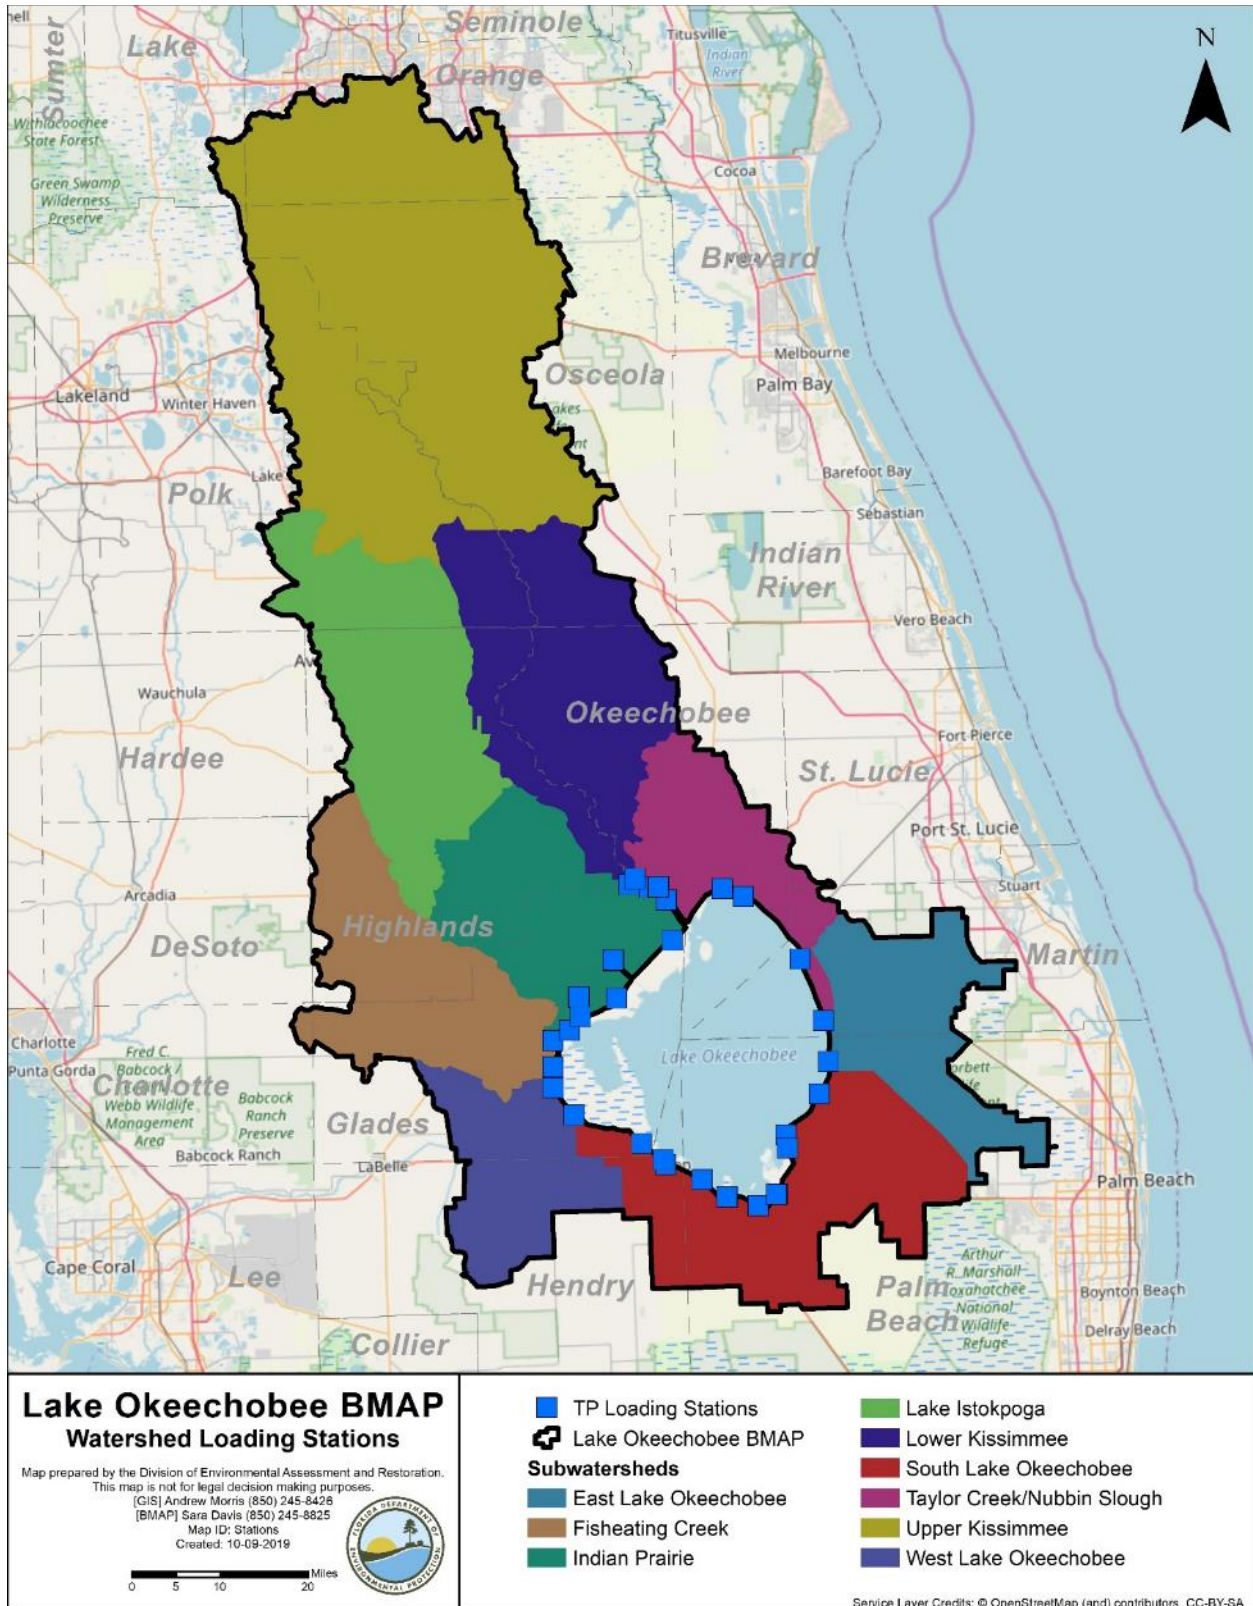 Seminole
Lake
Sumter
Orange
Titusville
Indian
River
N
Withlacoochee
State Forest
Green Swamp
Wilderness
Preserve
Cocoa
Brevard
Melbourne
Palm Bay
Osceola
Lakeland
Winter Haven
Lake
Polk
Barefoot Bay
Sebastian
Indian
River
Vero Beach
Wauchula
Hardee
Okeechobee
Fort Pierce
St. Lucie
Port St. Lucie
Stuart
Arcadia
DeSoto
Highlands
Martin
Charlotte
Punta Gorda
Charlotte
Fred C.
Babcock /
Webb Wildlife
Management
Area
Babcock
Ranch
Preserve
Babcock Ranch
Glades
LaBelle
Lake Okeechobee
Palm Beach
Cape Coral
Lee
Hendry
Palm
Beach
Arthur
R. Marshall
Loxahatchee
National
Wildlife
Refuge
Boynton Beach
Delray Beach
Collier
Lake Okeechobee BMAP
Watershed Loading Stations
Map prepared by the Division of Environmental Assessment and Restoration.
This map is not for legal decision making purposes.
[GIS] Andrew Morris (850) 245-8426
[BMAP] Sara Davis (850) 245-8825
Map ID: Stations
Created: 10-09-2019
Miles
0 5 10 20
FLORIDA DEPARTMENT OF
ENVIRONMENTAL PROTECTION
TP Loading Stations
Lake Okeechobee BMAP
Subwatersheds
East Lake Okeechobee
Fisheating Creek
Indian Prairie
Lake Istokpoga
Lower Kissimmee
South Lake Okeechobee
Taylor Creek/Nubbin Slough
Upper Kissimmee
West Lake Okeechobee
Service Layer Credits: © OpenStreetMap (and) contributors, CC-BY-SA